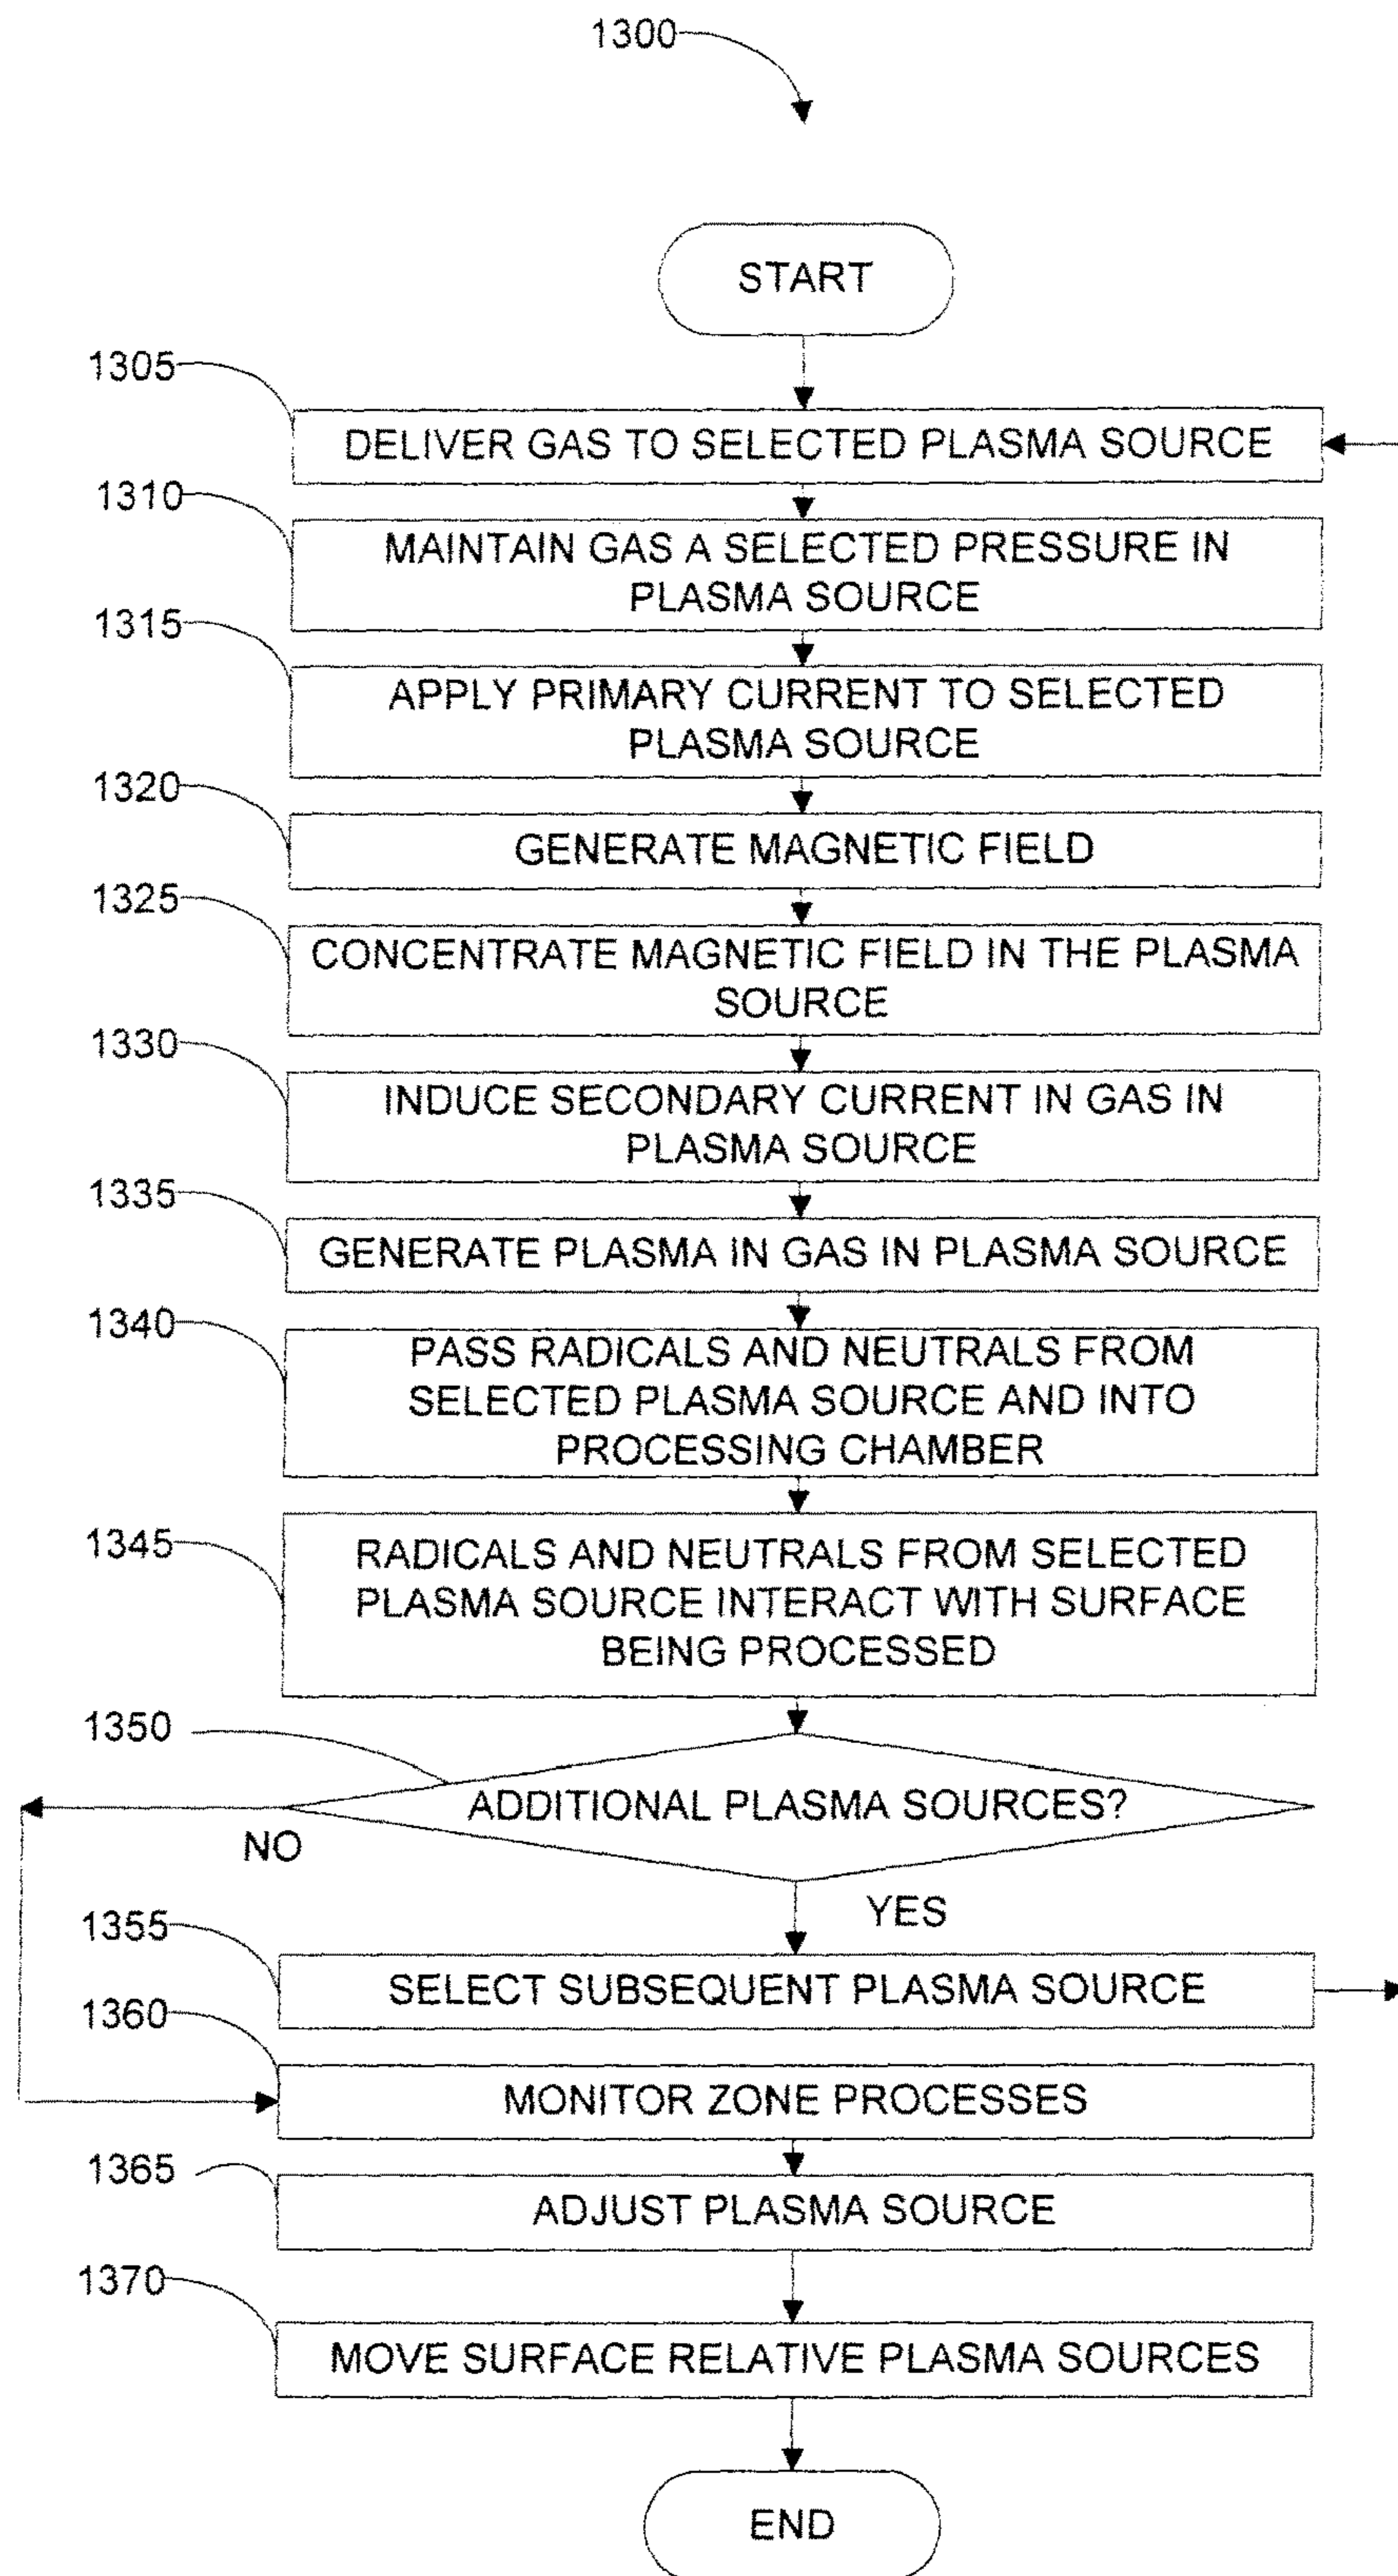 1300
START
1305
DELIVER GAS TO SELECTED PLASMA SOURCE
1310
MAINTAIN GAS A SELECTED PRESSURE IN
PLASMA SOURCE
1315
APPLY PRIMARY CURRENT TO SELECTED
PLASMA SOURCE
1320
GENERATE MAGNETIC FIELD
1325
CONCENTRATE MAGNETIC FIELD IN THE PLASMA
SOURCE
1330
INDUCE SECONDARY CURRENT IN GAS IN
PLASMA SOURCE
1335
GENERATE PLASMA IN GAS IN PLASMA SOURCE
1340
PASS RADICALS AND NEUTRALS FROM
SELECTED PLASMA SOURCE AND INTO
PROCESSING CHAMBER
1345
RADICALS AND NEUTRALS FROM SELECTED
PLASMA SOURCE INTERACT WITH SURFACE
BEING PROCESSED
1350
ADDITIONAL PLASMA SOURCES?
NO
YES
1355
SELECT SUBSEQUENT PLASMA SOURCE
1360
MONITOR ZONE PROCESSES
1365
ADJUST PLASMA SOURCE
1370
MOVE SURFACE RELATIVE PLASMA SOURCES
END